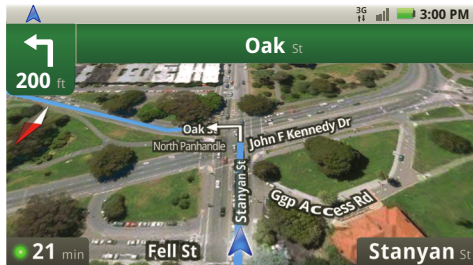 3G
3:00 PM
200 ft
Oak St
Oak St
North Panhandle
John F Kennedy Dr
Stanyan St
Ggp Access Rd
21 min
Fell St
Stanyan St